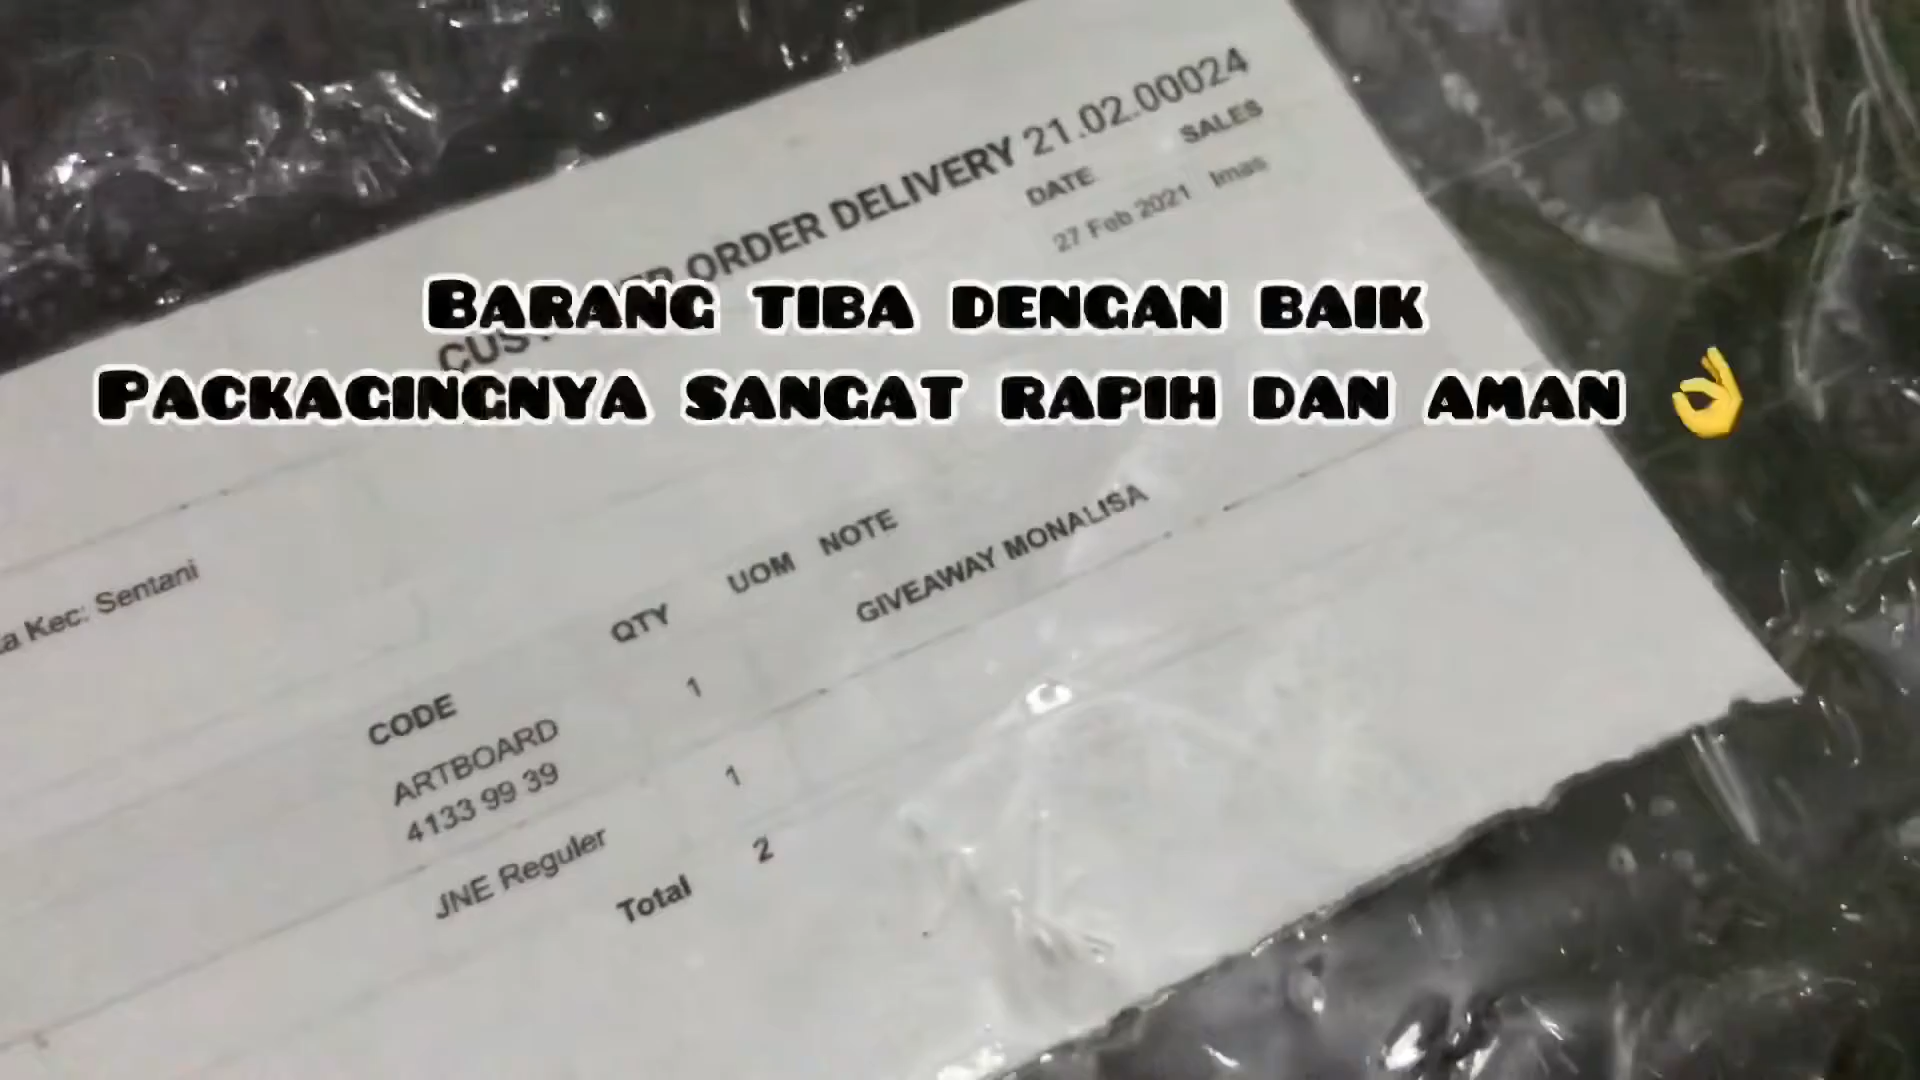 CUSTOMER ORDER DELIVERY 21.02.00024
DATE SALES
27 Feb 2021 Imas
Barang tiba dengan baik
Packagingnya sangat rapih dan aman 👌
Kec: Sentani
CODE QTY UOM NOTE
ARTBOARD 1 GIVEAWAY MONALISA
4133 99 39
JNE Reguler 1
Total 2